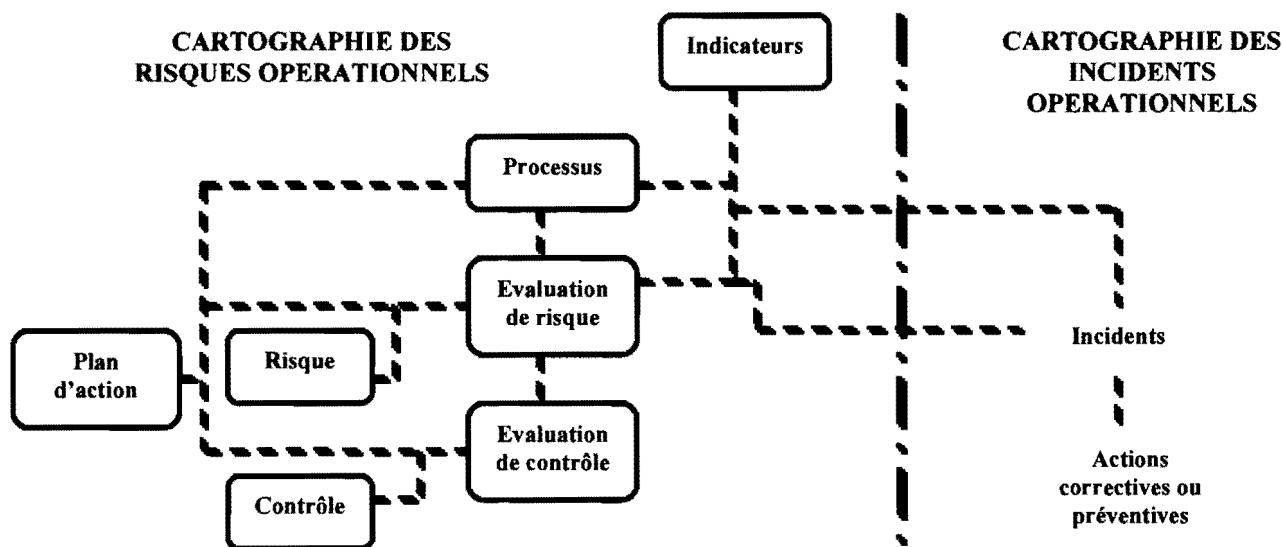 CARTOGRAPHIE DES
RISQUES OPERATIONNELS
Indicateurs
CARTOGRAPHIE DES
INCIDENTS
OPERATIONNELS
Processus
Evaluation
de risque
Risque
Plan
d'action
Incidents
Evaluation
de contrôle
Contrôle
Actions
correctives ou
préventives